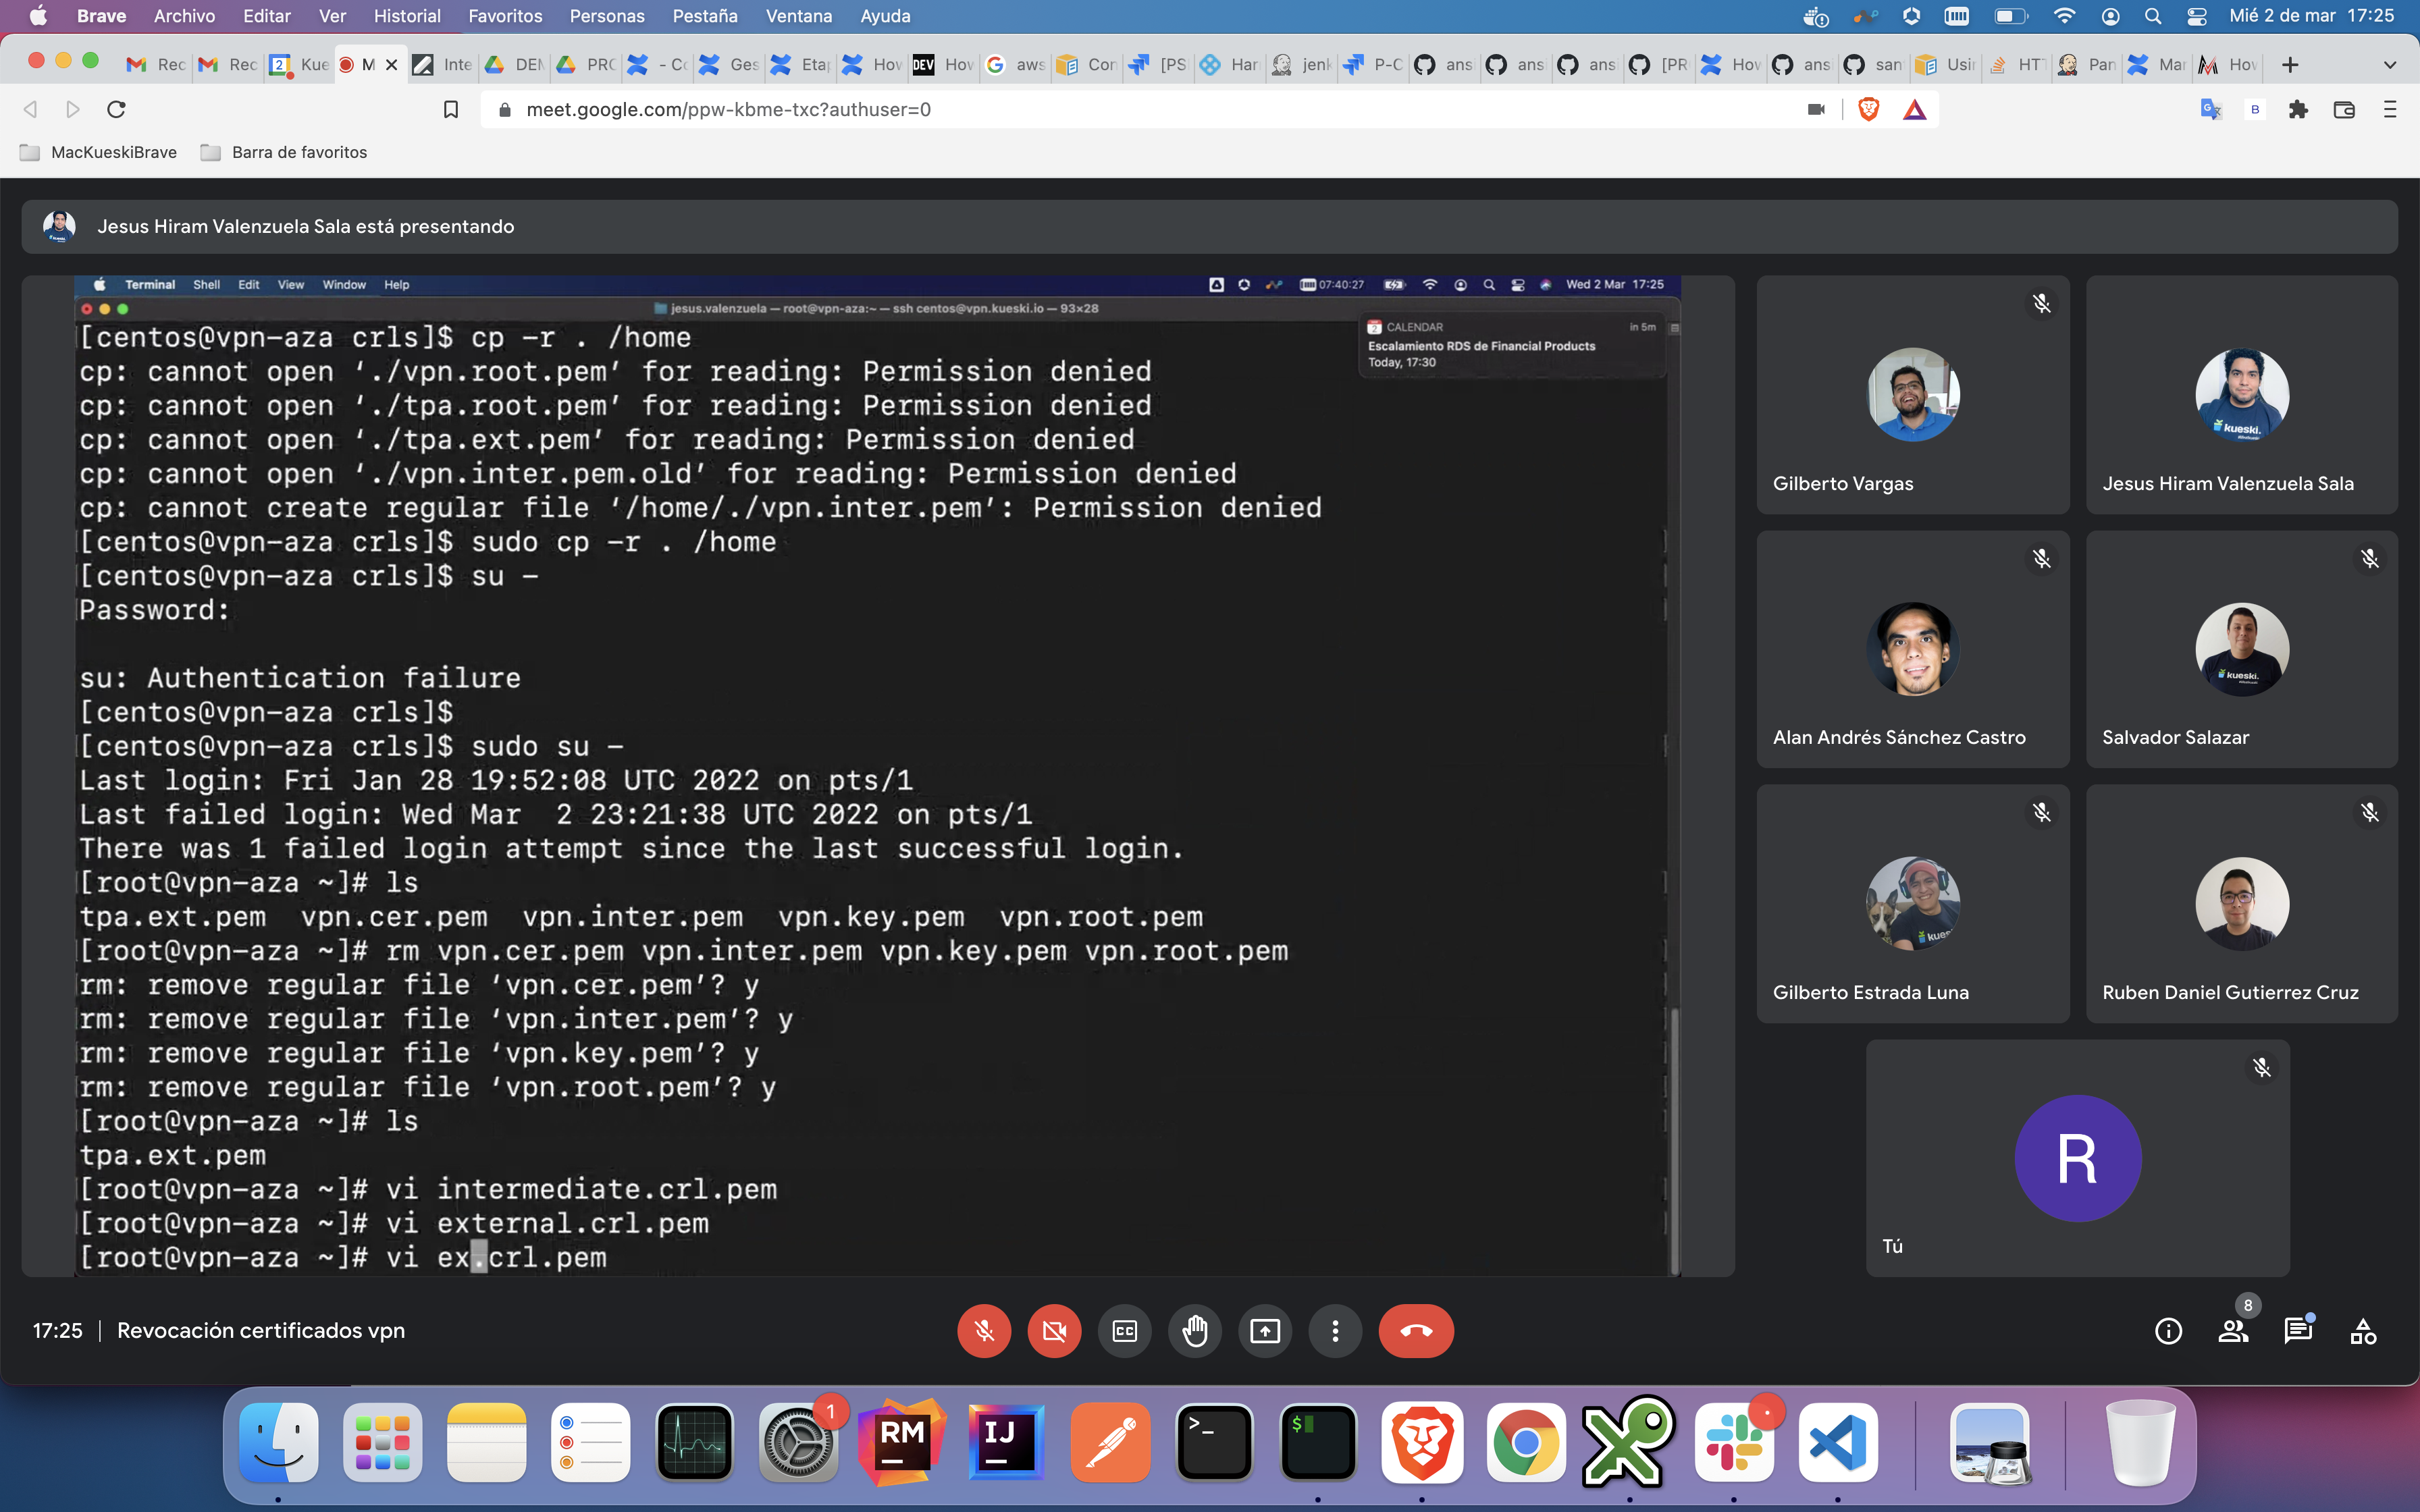 Brave Archivo Editar Ver Historial Favoritos Personas Pestaña Ventana Ayuda Mié 2 de mar 17:25
Rec Rec 2 Kue M Inte DEM PRC - Co Ges Etap How DEV How aws Con [PS Har jenk P-C ans ans ans [PR How ans san Usin HT Pan Mar How
meet.google.com/ppw-kbme-txc?authuser=0
MacKueskiBrave Barra de favoritos
Jesus Hiram Valenzuela Sala está presentando
Terminal Shell Edit View Window Help 07:40:27 Wed 2 Mar 17:25
jesus.valenzuela — root@vpn-aza:~ — ssh centos@vpn.kueski.io — 93×28
CALENDAR in 5m
Escalamiento RDS de Financial Products
Today, 17:30
[centos@vpn-aza crls]$ cp -r . /home
cp: cannot open ‘./vpn.root.pem’ for reading: Permission denied
cp: cannot open ‘./tpa.root.pem’ for reading: Permission denied
cp: cannot open ‘./tpa.ext.pem’ for reading: Permission denied
cp: cannot open ‘./vpn.inter.pem.old’ for reading: Permission denied
cp: cannot create regular file ‘/home/./vpn.inter.pem’: Permission denied
[centos@vpn-aza crls]$ sudo cp -r . /home
[centos@vpn-aza crls]$ su -
Password:
su: Authentication failure
[centos@vpn-aza crls]$
[centos@vpn-aza crls]$ sudo su -
Last login: Fri Jan 28 19:52:08 UTC 2022 on pts/1
Last failed login: Wed Mar  2 23:21:38 UTC 2022 on pts/1
There was 1 failed login attempt since the last successful login.
[root@vpn-aza ~]# ls
tpa.ext.pem  vpn.cer.pem  vpn.inter.pem  vpn.key.pem  vpn.root.pem
[root@vpn-aza ~]# rm vpn.cer.pem vpn.inter.pem vpn.key.pem vpn.root.pem
rm: remove regular file ‘vpn.cer.pem’? y
rm: remove regular file ‘vpn.inter.pem’? y
rm: remove regular file ‘vpn.key.pem’? y
rm: remove regular file ‘vpn.root.pem’? y
[root@vpn-aza ~]# ls
tpa.ext.pem
[root@vpn-aza ~]# vi intermediate.crl.pem
[root@vpn-aza ~]# vi external.crl.pem
[root@vpn-aza ~]# vi ex.crl.pem
Gilberto Vargas
kueski.
Jesus Hiram Valenzuela Sala
Alan Andrés Sánchez Castro
kueski.
Salvador Salazar
Gilberto Estrada Luna
Ruben Daniel Gutierrez Cruz
R
Tú
17:25 | Revocación certificados vpn
CC
8
1
RM
IJ
>_
$